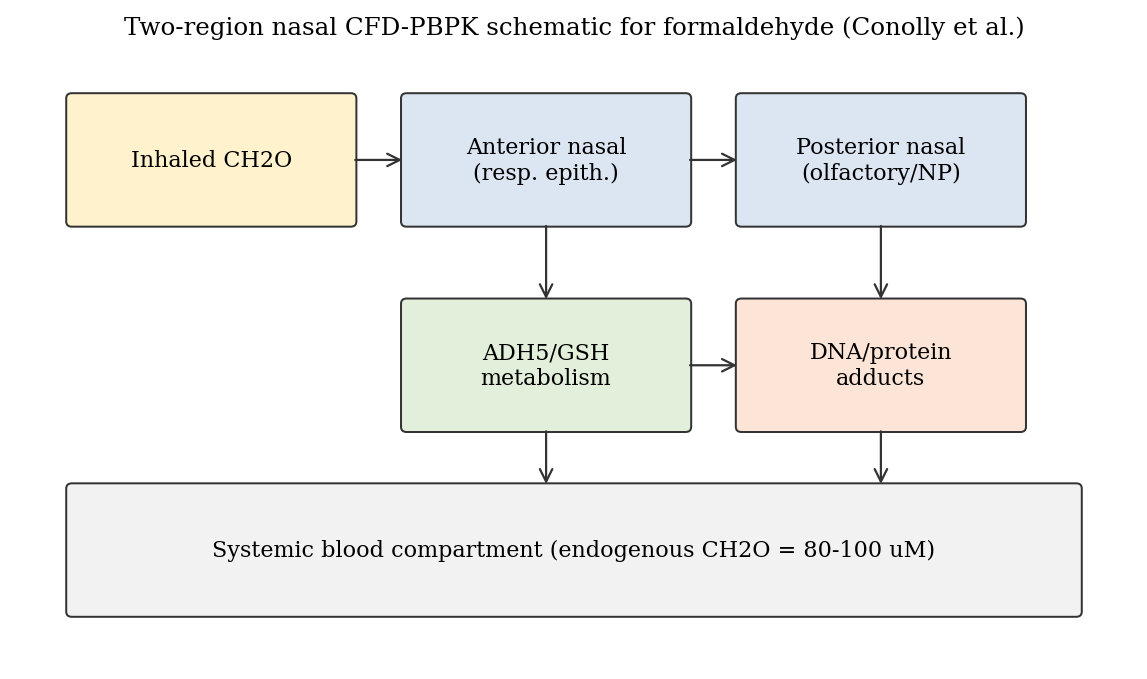 Two-region nasal CFD-PBPK schematic for formaldehyde (Conolly et al.)
Inhaled CH2O
Anterior nasal
(resp. epith.)
Posterior nasal
(olfactory/NP)
ADH5/GSH
metabolism
DNA/protein
adducts
Systemic blood compartment (endogenous CH2O = 80-100 uM)